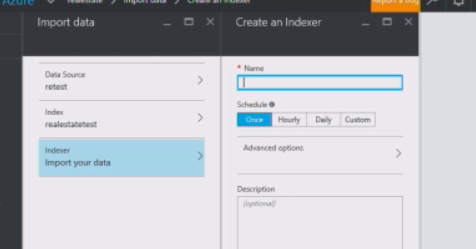 Azure realestate > Import data > Create an Indexer Report a bug
Import data
Create an Indexer
Data Source
retest
Index
realestatetest
Indexer
Import your data
* Name
Schedule
Once Hourly Daily Custom
Advanced options
Description
(optional)